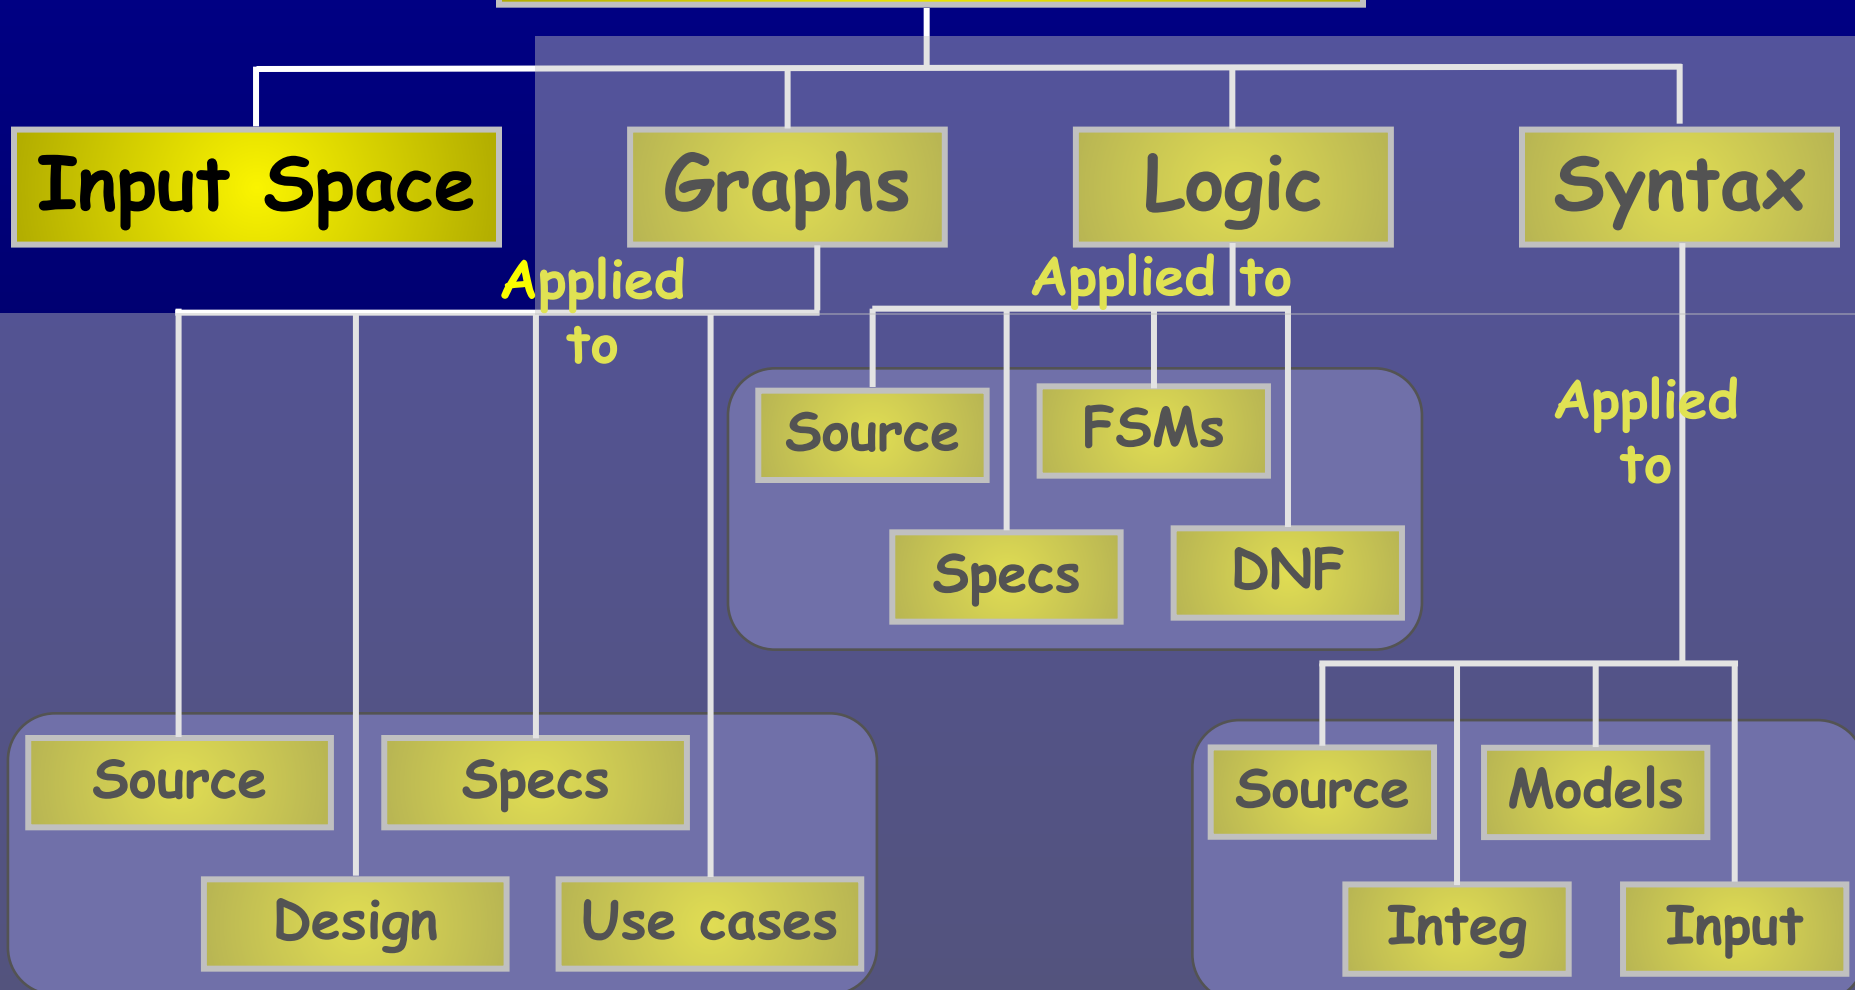 Input Space
Graphs
Logic
Syntax
Applied
to
Applied to
Applied
to
Source
FSMs
Specs
DNF
Source
Specs
Design
Use cases
Source
Models
Integ
Input